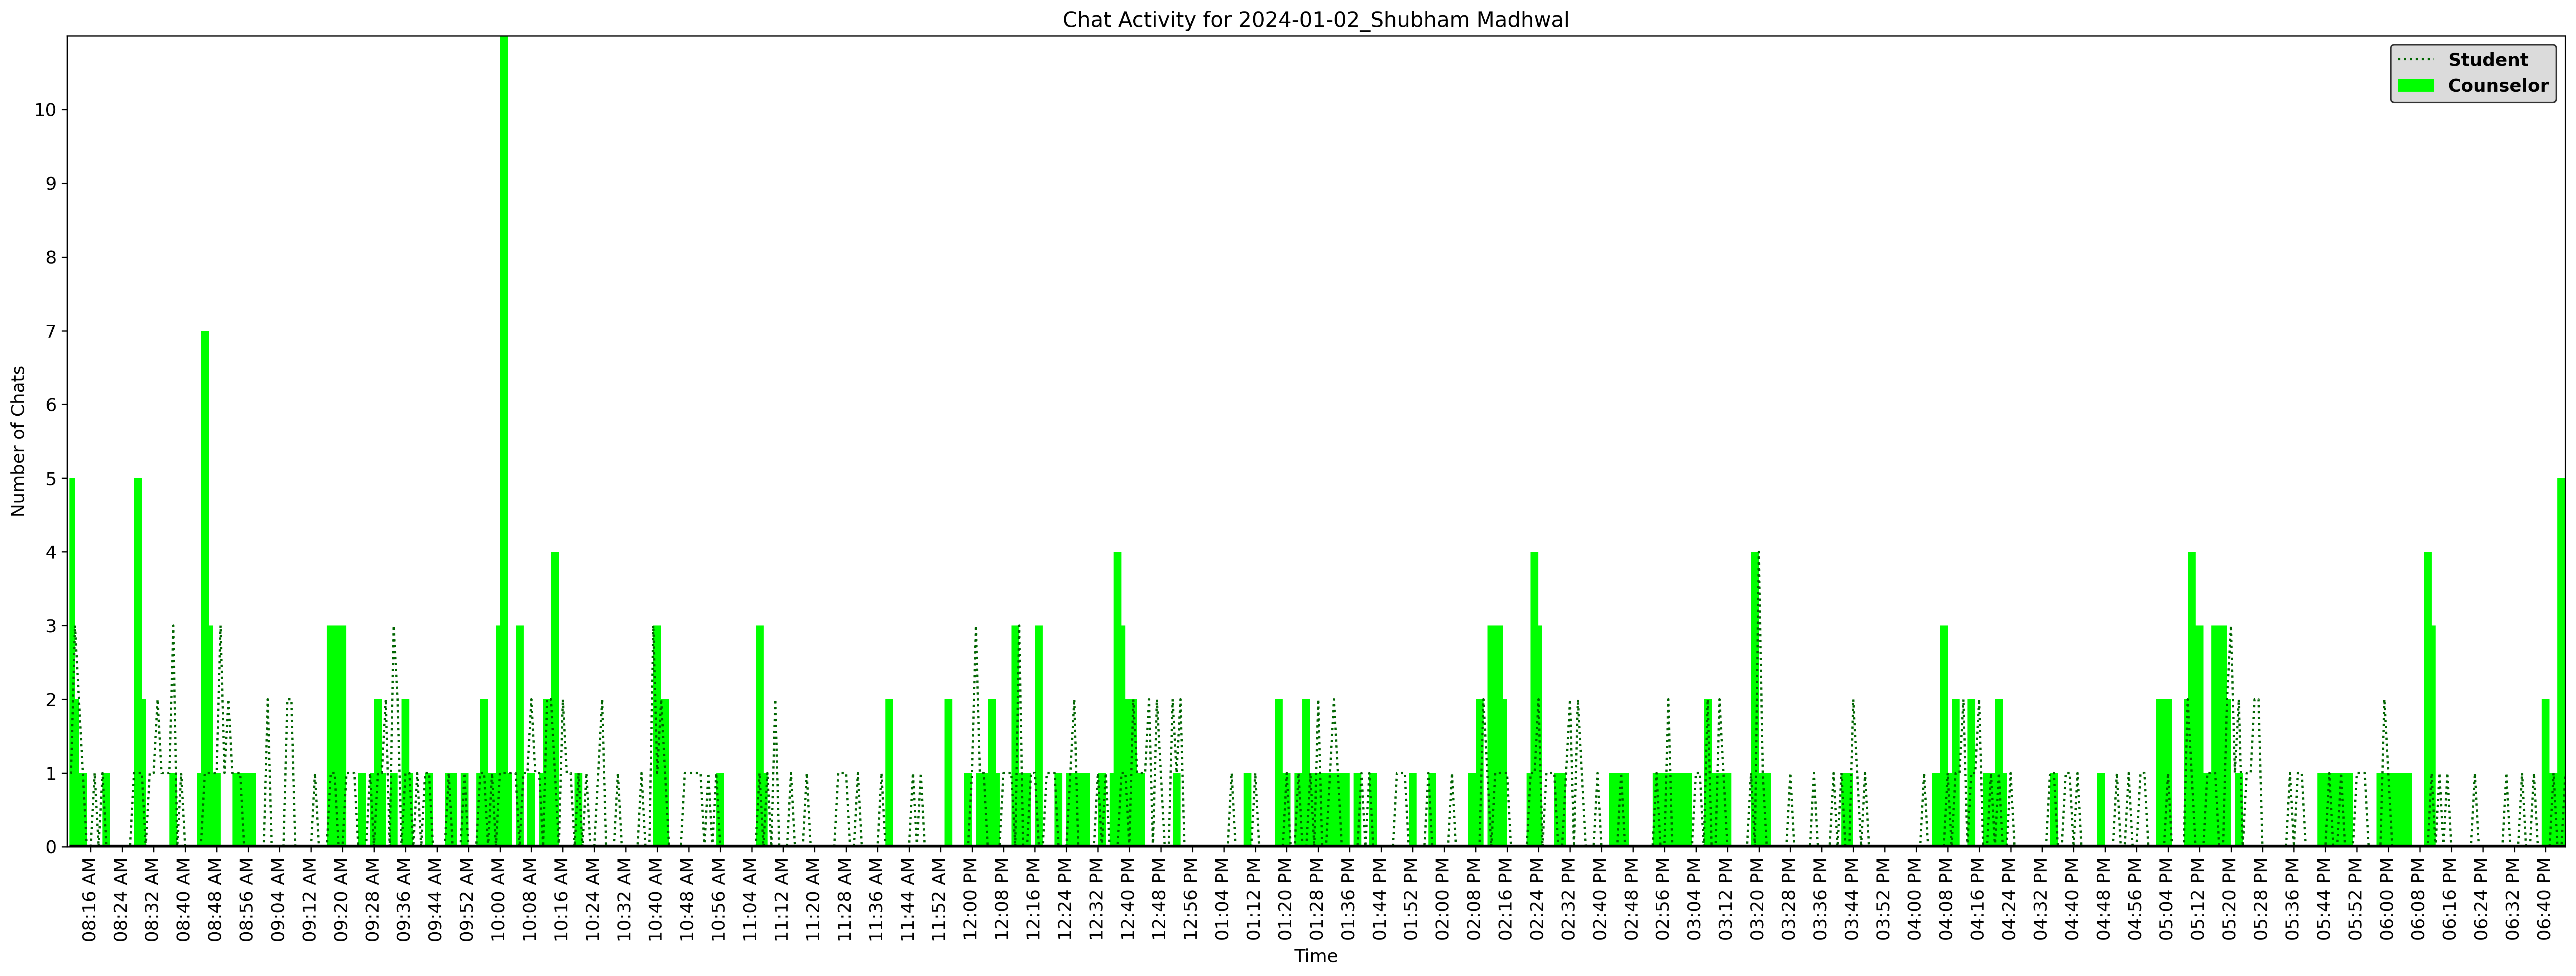 Chat Activity for 2024-01-02_Shubham Madhwal
Student
Counselor
Number of Chats
10
9
8
7
6
5
4
3
2
1
0
08:16 AM
08:24 AM
08:32 AM
08:40 AM
08:48 AM
08:56 AM
09:04 AM
09:12 AM
09:20 AM
09:28 AM
09:36 AM
09:44 AM
09:52 AM
10:00 AM
10:08 AM
10:16 AM
10:24 AM
10:32 AM
10:40 AM
10:48 AM
10:56 AM
11:04 AM
11:12 AM
11:20 AM
11:28 AM
11:36 AM
11:44 AM
11:52 AM
12:00 PM
12:08 PM
12:16 PM
12:24 PM
12:32 PM
12:40 PM
12:48 PM
12:56 PM
01:04 PM
01:12 PM
01:20 PM
01:28 PM
01:36 PM
01:44 PM
01:52 PM
02:00 PM
02:08 PM
02:16 PM
02:24 PM
02:32 PM
02:40 PM
02:48 PM
02:56 PM
03:04 PM
03:12 PM
03:20 PM
03:28 PM
03:36 PM
03:44 PM
03:52 PM
04:00 PM
04:08 PM
04:16 PM
04:24 PM
04:32 PM
04:40 PM
04:48 PM
04:56 PM
05:04 PM
05:12 PM
05:20 PM
05:28 PM
05:36 PM
05:44 PM
05:52 PM
06:00 PM
06:08 PM
06:16 PM
06:24 PM
06:32 PM
06:40 PM
Time